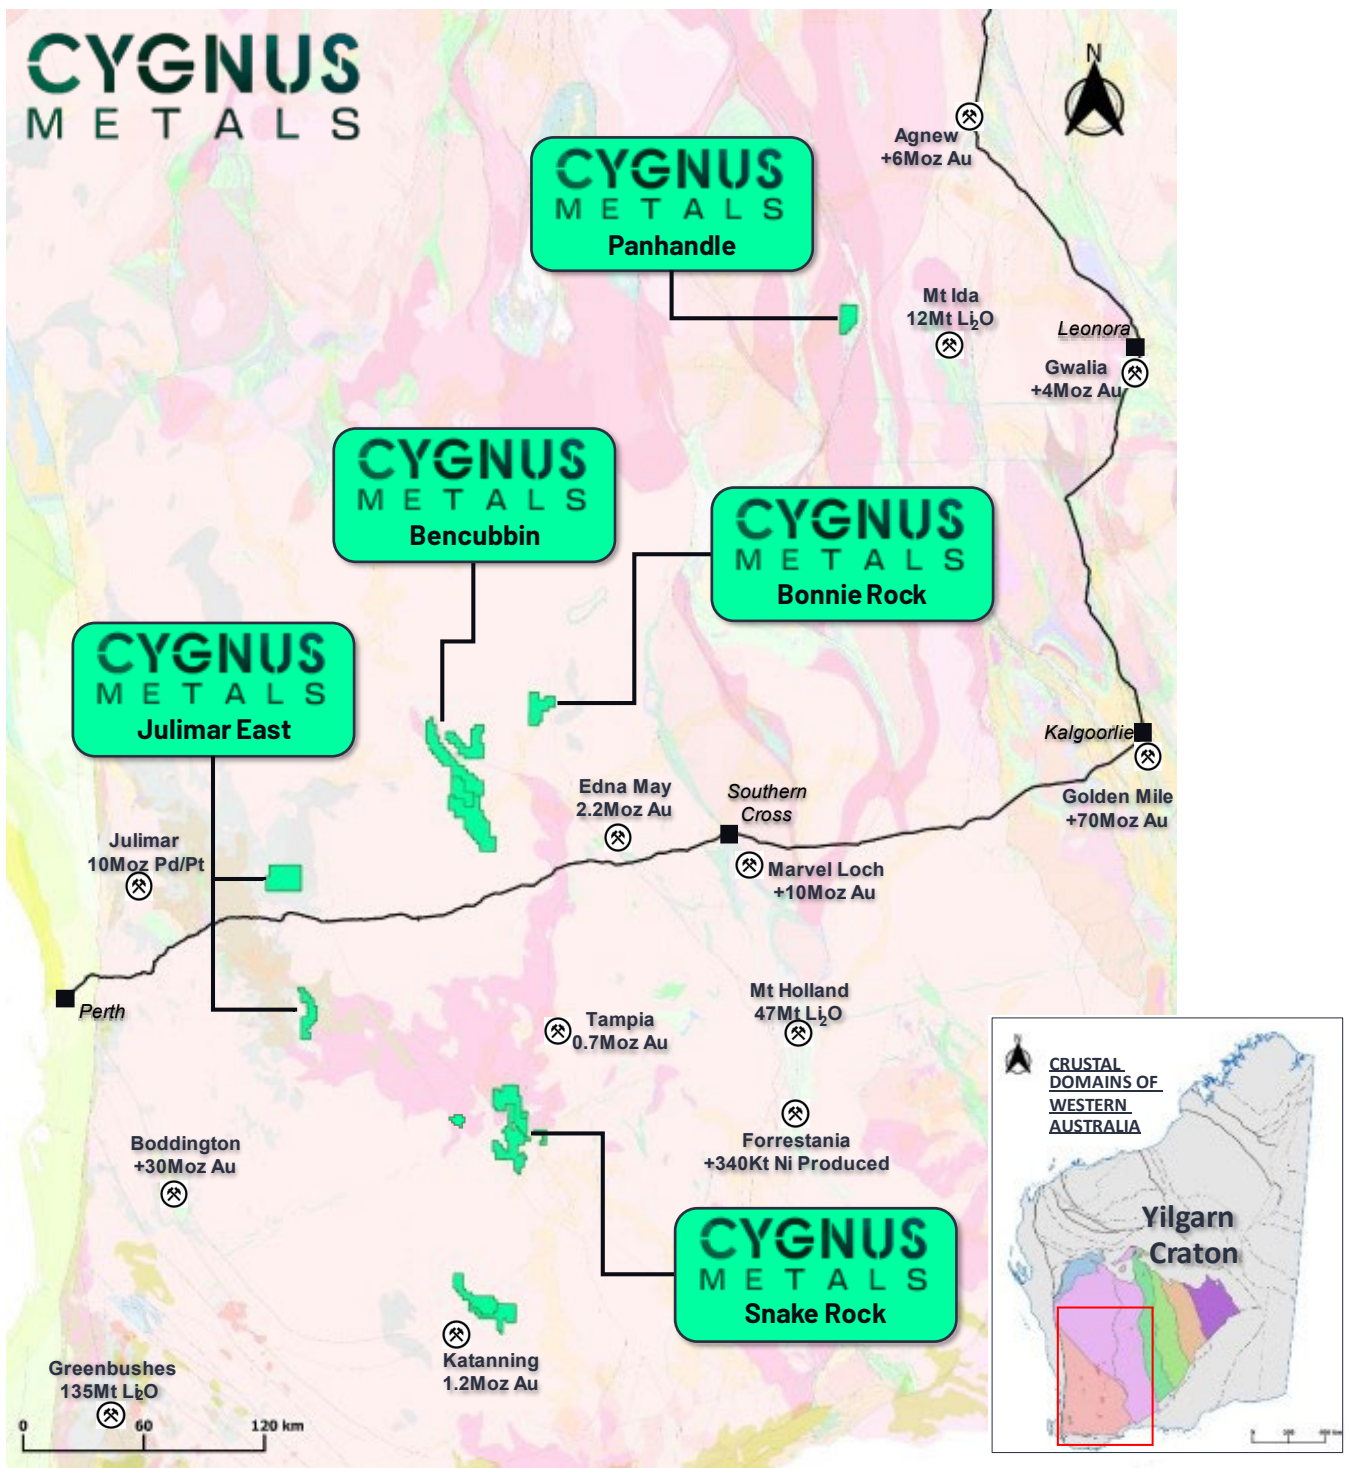 CYGNUS
METALS
N
Agnew
+6Moz Au
CYGNUS
METALS
Panhandle
Mt Ida
12Mt Li2O
Leonora
Gwalia
+4Moz Au
CYGNUS
METALS
Bencubbin
CYGNUS
METALS
Bonnie Rock
CYGNUS
METALS
Julimar East
Kalgoorlie
Golden Mile
+70Moz Au
Edna May
2.2Moz Au
Southern
Cross
Marvel Loch
+10Moz Au
Julimar
10Moz Pd/Pt
Perth
Tampia
0.7Moz Au
Mt Holland
47Mt Li2O
Forrestania
+340Kt Ni Produced
Boddington
+30Moz Au
CYGNUS
METALS
Snake Rock
Katanning
1.2Moz Au
Greenbushes
135Mt Li2O
0 60 120 km
N
CRUSTAL
DOMAINS OF
WESTERN
AUSTRALIA
Yilgarn
Craton